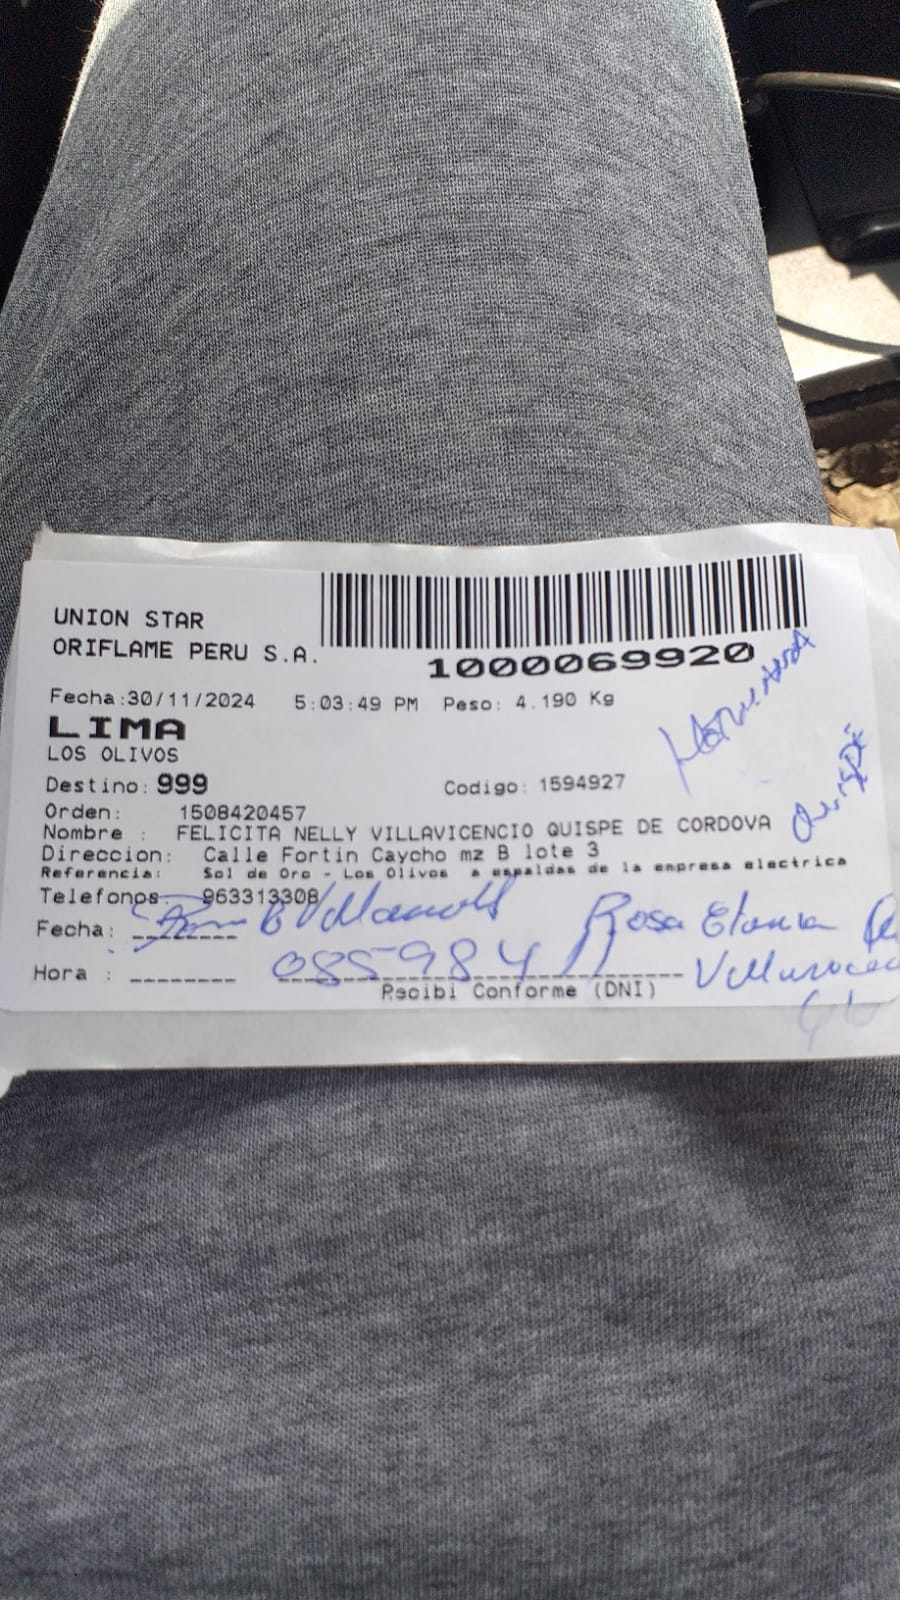 UNION STAR
ORIFLAME PERU S.A.
1000069920
Fecha:30/11/2024 5:03:49 PM Peso: 4.190 Kg
LIMA
LOS OLIVOS
Destino: 999 Codigo: 1594927
Orden: 1508420457
Nombre : FELICITA NELLY VILLAVICENCIO QUISPE DE CORDOVA
Direccion: Calle Fortin Caycho mz B lote 3
Referencia: Sol de Oro - Los Olivos a espaldas de la empresa electrica
Telefonos: 963313308
Fecha: ________
Rosa
Hora : ________
085984
Recibi Conforme (DNI)
Quispe